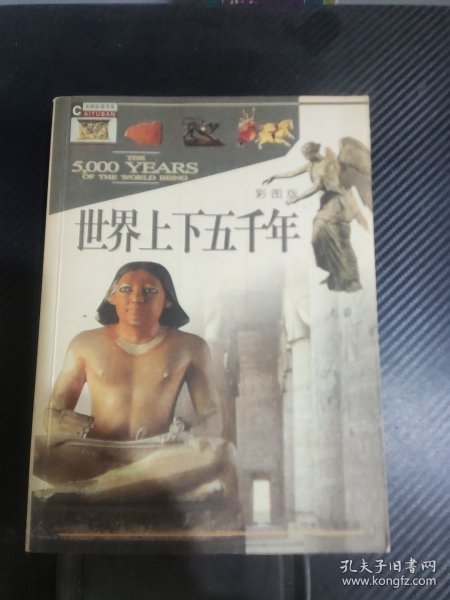 CAITUBAN
THE
5,000 YEARS
OF THE WORLD BEING
彩图版
世界上下五千年
孔夫子旧书网
www.kongfz.com